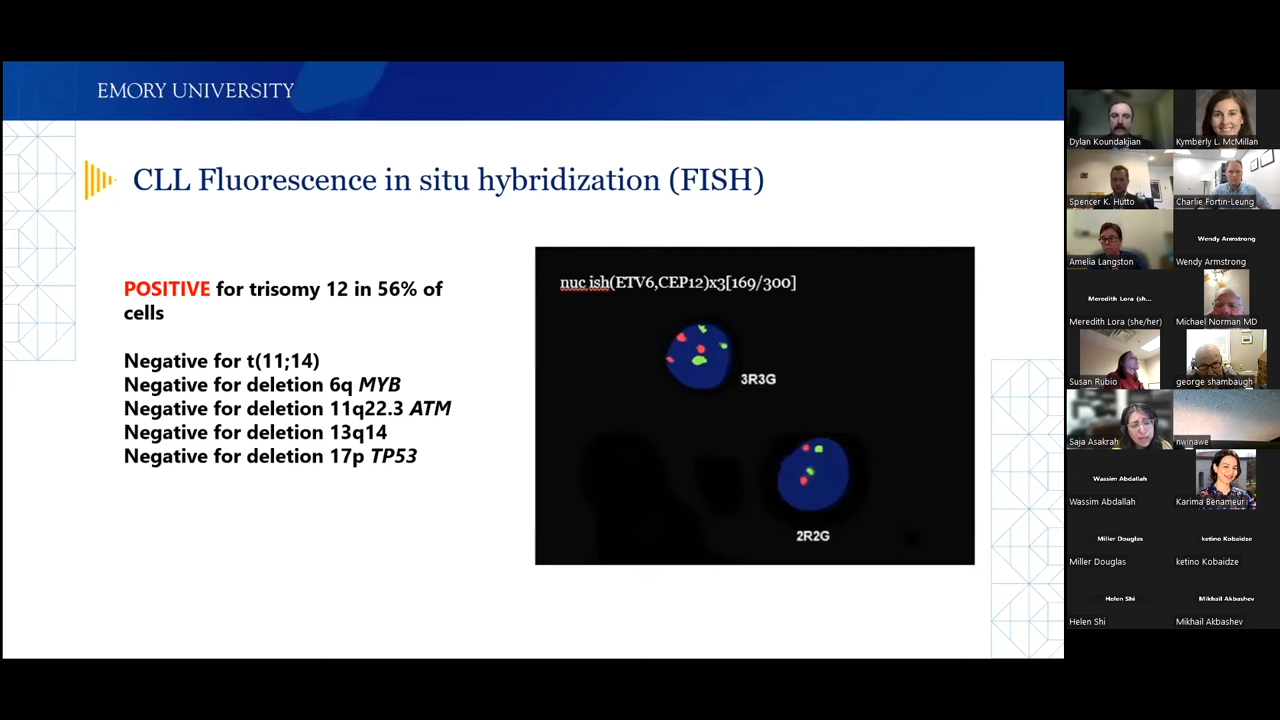 EMORY UNIVERSITY
CLL Fluorescence in situ hybridization (FISH)
POSITIVE for trisomy 12 in 56% of
cells
Negative for t(11;14)
Negative for deletion 6q MYB
Negative for deletion 11q22.3 ATM
Negative for deletion 13q14
Negative for deletion 17p TP53
nuc ish(ETV6,CEP12)x3[169/300]
3R3G
2R2G
Dylan Koundakjian
Kymberly L. McMillan
Spencer K. Hutto
Charlie Fortin-Leung
Amelia Langston
Wendy Armstrong
Wendy Armstrong
Meredith Lora (sh...
Meredith Lora (she/her)
Michael Norman MD
Susan Rubio
george shambaugh
Saja Asakrah
nwinawe
Wassim Abdallah
Wassim Abdallah
Karima Benameur
Miller Douglas
Miller Douglas
ketino Kobaidze
ketino Kobaidze
Helen Shi
Helen Shi
Mikhail Akbashev
Mikhail Akbashev